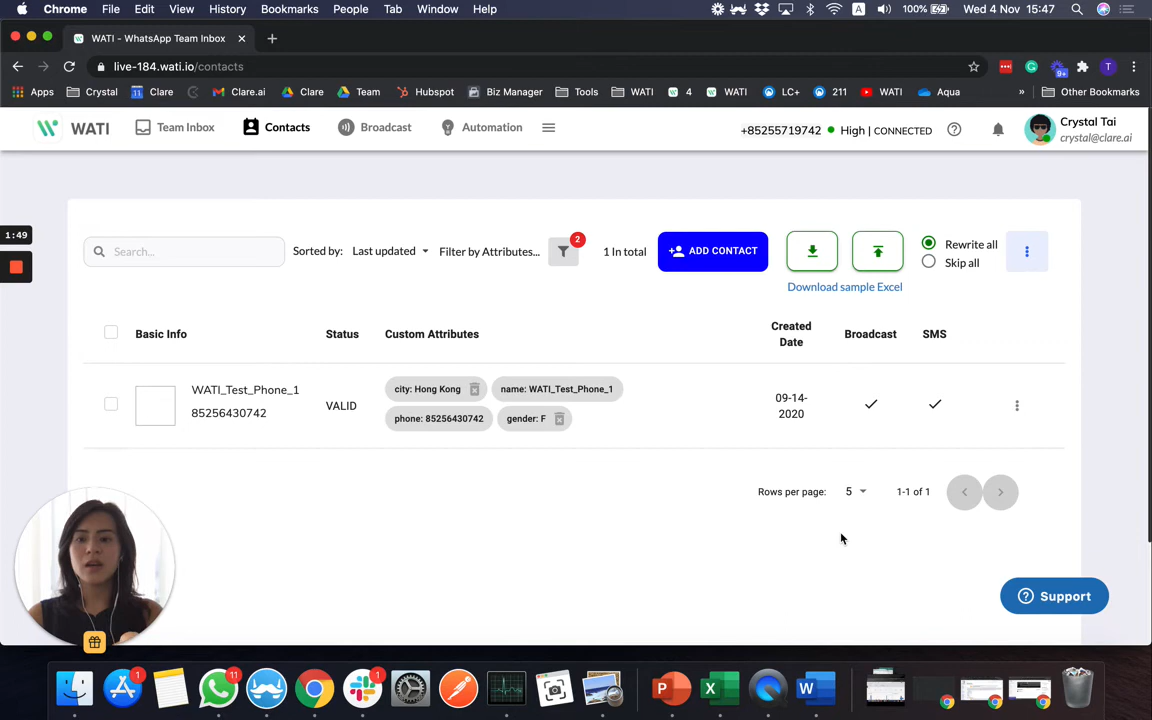 Chrome File Edit View History Bookmarks People Tab Window Help A 100% Wed 4 Nov 15:47
WATI - WhatsApp Team Inbox
live-184.wati.io/contacts 9+ T
Apps Crystal 31 Clare Clare.ai Clare Team Hubspot Biz Manager Tools WATI 4 WATI LC+ 211 WATI Aqua » Other Bookmarks
WATI Team Inbox Contacts Broadcast Automation +85255719742 High | CONNECTED Crystal Tai
crystal@clare.ai
1:49
Search... Sorted by: Last updated Filter by Attributes... 2 1 In total ADD CONTACT Rewrite all
Skip all
Download sample Excel
Basic Info Status Custom Attributes Created Date Broadcast SMS
WATI_Test_Phone_1 city: Hong Kong name: WATI_Test_Phone_1 09-14-
85256430742 VALID phone: 85256430742 gender: F 2020
Rows per page: 5 1-1 of 1
Support
1 11 1 P X W